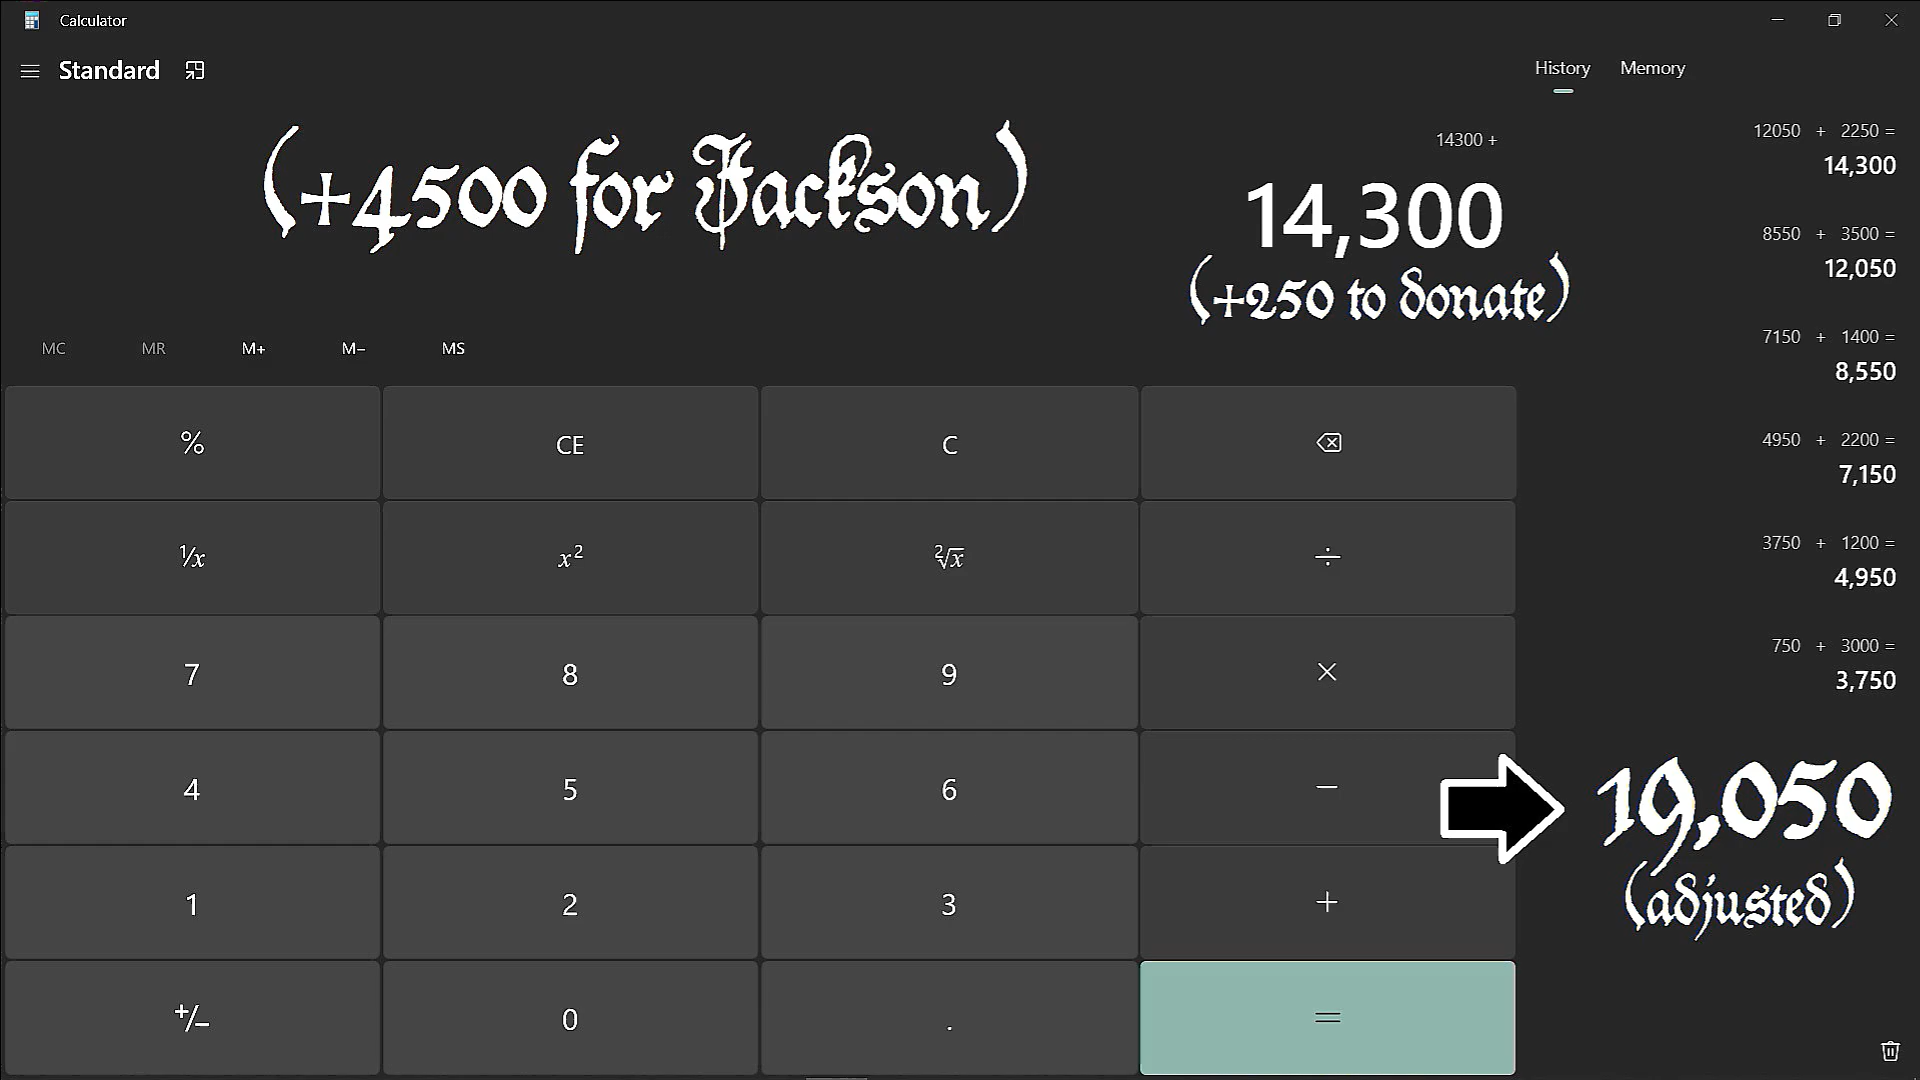 Calculator
Standard
History Memory
(+4500 for Jackson)
14300 +
14,300
(+250 to donate)
12050 + 2250 =
14,300
8550 + 3500 =
12,050
7150 + 1400 =
8,550
4950 + 2200 =
7,150
3750 + 1200 =
4,950
750 + 3000 =
3,750
19,050
(adjusted)
MC MR M+ M− MS
% CE C
¹/x x² ²√x ÷
7 8 9 ×
4 5 6 −
1 2 3 +
+/− 0 . =